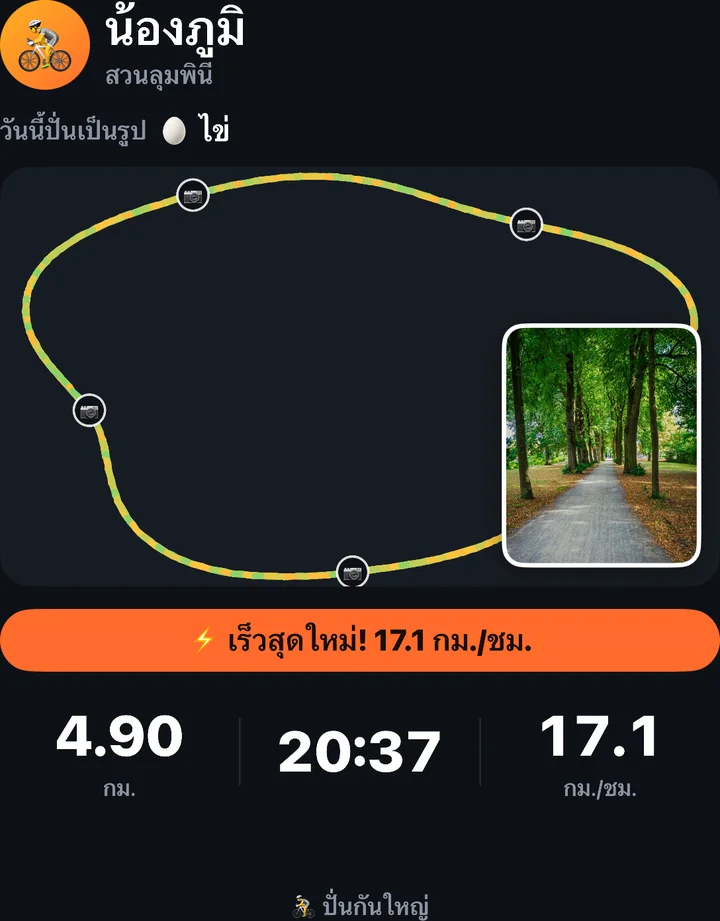 น้องภูมิ
สวนลุมพินี
วันนี้ปั่นเป็นรูป 🥚 ไข่
⚡ เร็วสุดใหม่! 17.1 กม./ชม.
4.90
กม.
20:37
17.1
กม./ชม.
🚴 ปั่นกันใหญ่